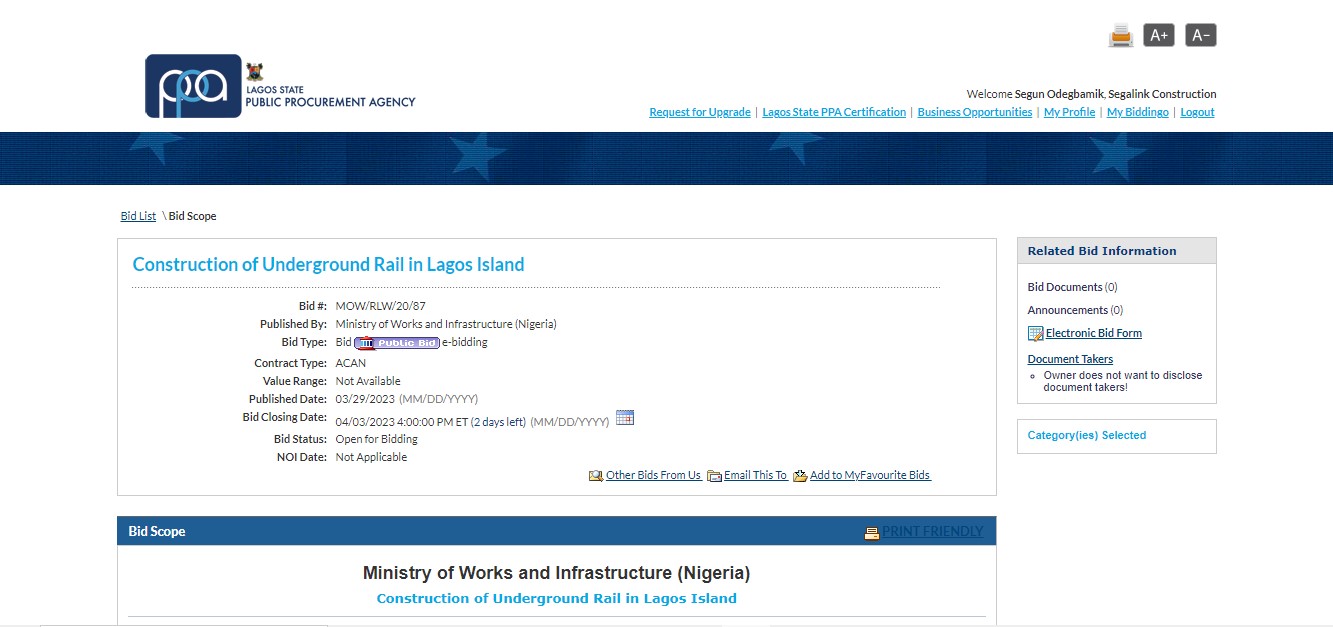 A+ A-
ppa
LAGOS STATE
PUBLIC PROCUREMENT AGENCY
Welcome Segun Odegbamik, Segalink Construction
Request for Upgrade | Lagos State PPA Certification | Business Opportunities | My Profile | My Biddingo | Logout
Bid List \ Bid Scope
Construction of Underground Rail in Lagos Island
Bid #: MOW/RLW/20/87
Published By: Ministry of Works and Infrastructure (Nigeria)
Bid Type: Bid Public Bid e-bidding
Contract Type: ACAN
Value Range: Not Available
Published Date: 03/29/2023 (MM/DD/YYYY)
Bid Closing Date: 04/03/2023 4:00:00 PM ET (2 days left) (MM/DD/YYYY)
Bid Status: Open for Bidding
NOI Date: Not Applicable
Other Bids From Us Email This To Add to MyFavourite Bids
Related Bid Information
Bid Documents (0)
Announcements (0)
Electronic Bid Form
Document Takers
Owner does not want to disclose
document takers!
Category(ies) Selected
Bid Scope PRINT FRIENDLY
Ministry of Works and Infrastructure (Nigeria)
Construction of Underground Rail in Lagos Island